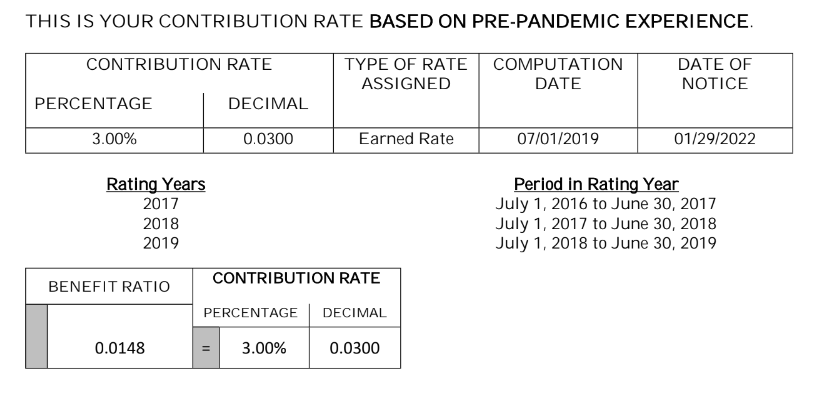 THIS IS YOUR CONTRIBUTION RATE BASED ON PRE-PANDEMIC EXPERIENCE.
CONTRIBUTION RATE TYPE OF RATE COMPUTATION DATE OF
ASSIGNED DATE NOTICE
PERCENTAGE DECIMAL
3.00% 0.0300 Earned Rate 07/01/2019 01/29/2022
Rating Years Period in Rating Year
2017 July 1, 2016 to June 30, 2017
2018 July 1, 2017 to June 30, 2018
2019 July 1, 2018 to June 30, 2019
BENEFIT RATIO CONTRIBUTION RATE
PERCENTAGE DECIMAL
0.0148 = 3.00% 0.0300